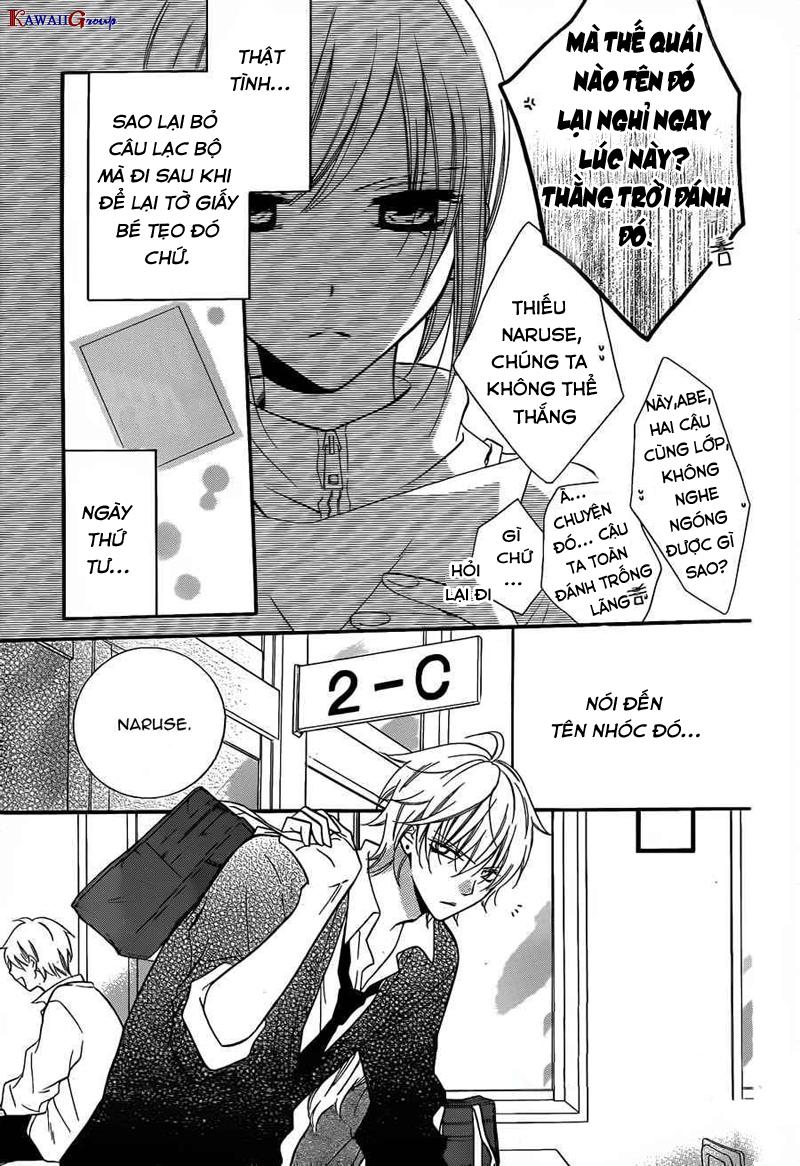 KAWAIIGroup
MÀ THẾ QUÁI
NÀO TÊN ĐÓ
LẠI NGHỈ NGAY
LÚC NÀY?
THẰNG TRỜI ĐÁNH
ĐÓ.
THẬT
TÌNH...
SAO LẠI BỎ
CÂU LẠC BỘ
MÀ ĐI SAU KHI
ĐỂ LẠI TỜ GIẤY
BÉ TẸO ĐÓ
CHỨ.
THIẾU
NARUSE,
CHÚNG TA
KHÔNG THỂ
THẮNG
NÀY,ABE,
HAI CẬU
CÙNG LỚP,
KHÔNG
NGHE
NGÓNG
ĐƯỢC GÌ
SAO?
À...
CHUYỆN
ĐÓ... CẬU
TA TOÀN
ĐÁNH TRỐNG
LÃNG
GÌ
CHỨ
...
HỎI
LẠI ĐI
NGÀY
THỨ
TƯ...
NÓI ĐẾN
TÊN NHÓC ĐÓ...
2-C
NARUSE.